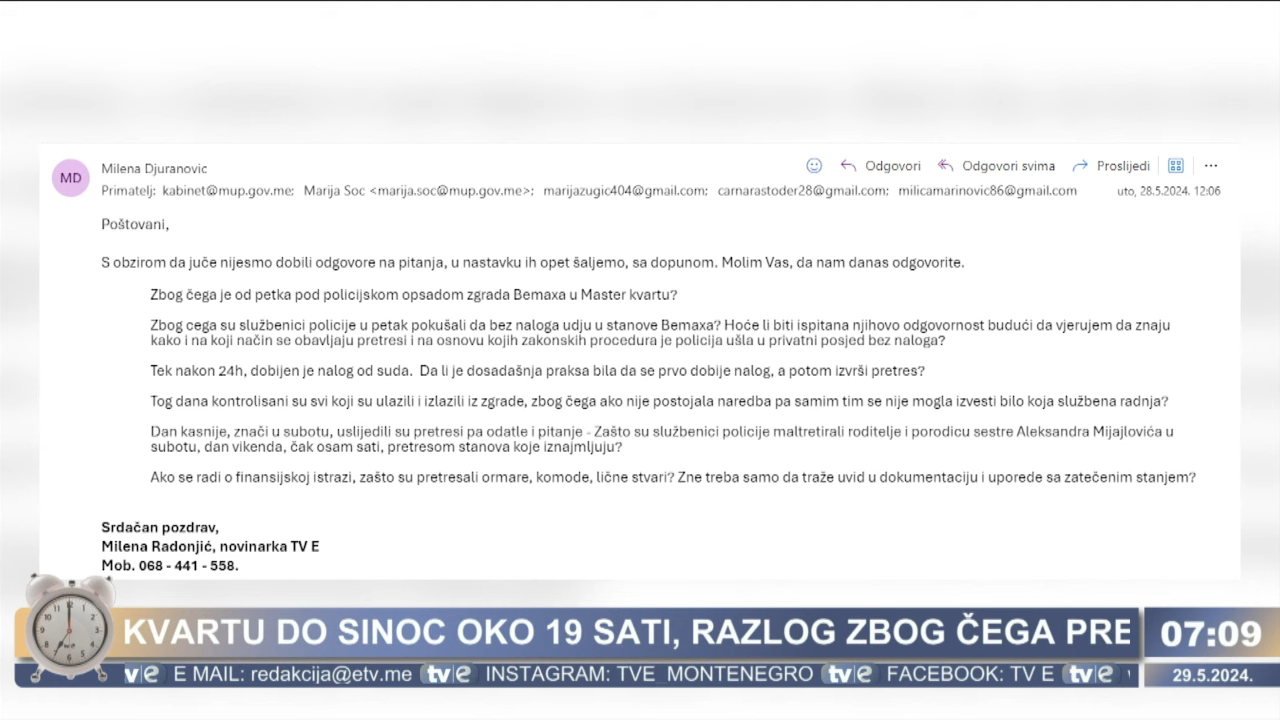 MD
Milena Djuranovic
Odgovori
Odgovori svima
Proslijedi
Primatelj: kabinet@mup.gov.me; Marija Soc <marija.soc@mup.gov.me>; marijazugic404@gmail.com; carnarastoder28@gmail.com; milicamarinovic86@gmail.com
uto, 28.5.2024. 12:06
Poštovani,
S obzirom da juče nijesmo dobili odgovore na pitanja, u nastavku ih opet šaljemo, sa dopunom. Molim Vas, da nam danas odgovorite.
Zbog čega je od petka pod policijskom opsadom zgrada Bemaxa u Master kvartu?
Zbog cega su službenici policije u petak pokušali da bez naloga udju u stanove Bemaxa? Hoće li biti ispitana njihovo odgovornost budući da vjerujem da znaju
kako i na koji način se obavljaju pretresi i na osnovu kojih zakonskih procedura je policija ušla u privatni posjed bez naloga?
Tek nakon 24h, dobijen je nalog od suda. Da li je dosadašnja praksa bila da se prvo dobije nalog, a potom izvrši pretres?
Tog dana kontrolisani su svi koji su ulazili i izlazili iz zgrade, zbog čega ako nije postojala naredba pa samim tim se nije mogla izvesti bilo koja službena radnja?
Dan kasnije, znači u subotu, uslijedili su pretresi pa odatle i pitanje - Zašto su službenici policije maltretirali roditelje i porodicu sestre Aleksandra Mijajlovića u
subotu, dan vikenda, čak osam sati, pretresom stanova koje iznajmljuju?
Ako se radi o finansijskoj istrazi, zašto su pretresali ormare, komode, lične stvari? Zne treba samo da traže uvid u dokumentaciju i uporede sa zatečenim stanjem?
Srdačan pozdrav,
Milena Radonjić, novinarka TV E
Mob. 068 - 441 - 558.
KVARTU DO SINOC OKO 19 SATI, RAZLOG ZBOG ČEGA PRE
07:09
E MAIL: redakcija@etv.me tve INSTAGRAM: TVE_MONTENEGRO tve FACEBOOK: TV E tve
29.5.2024.